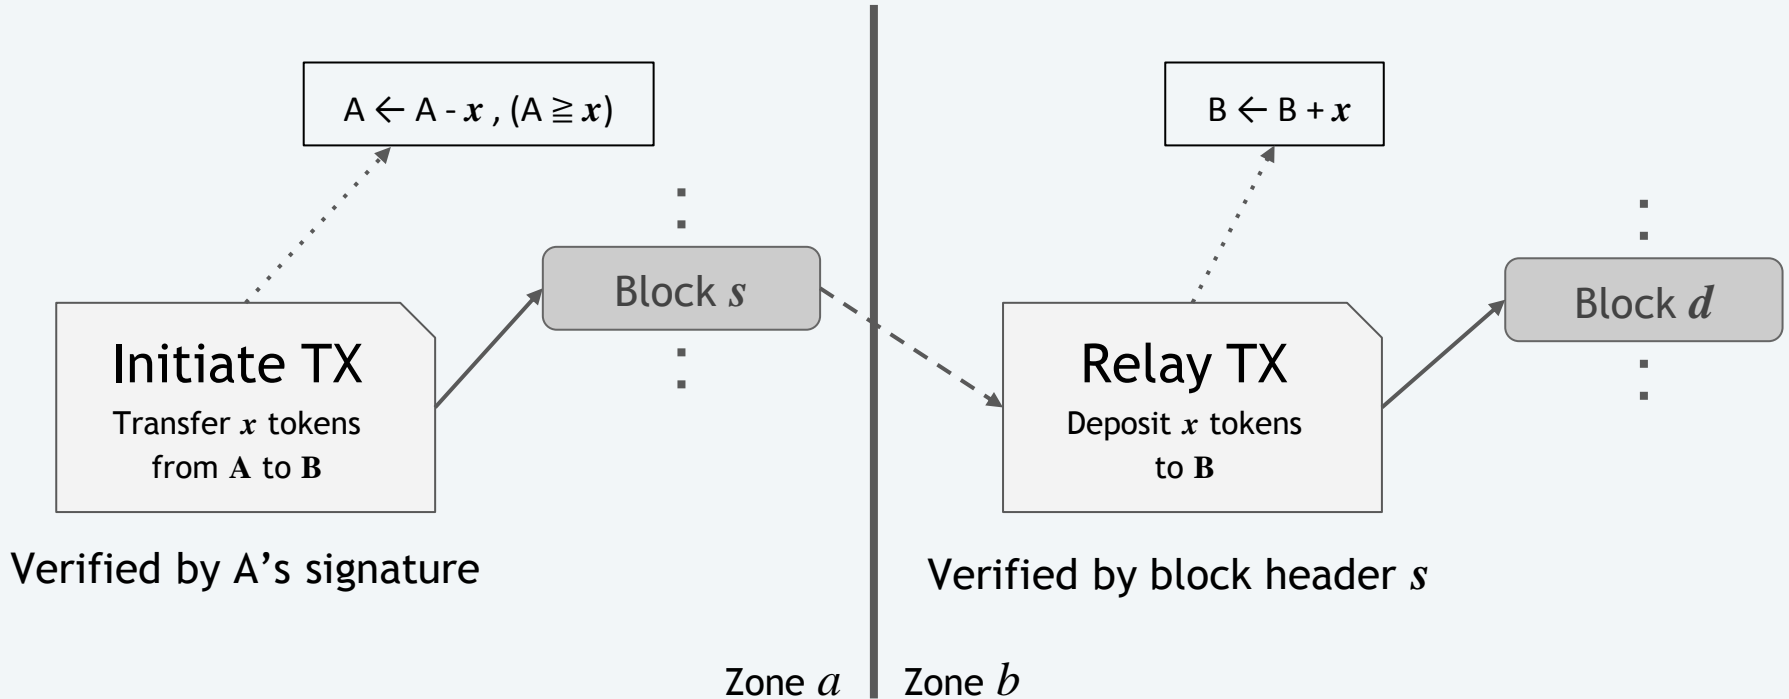 A ← A - x , (A ≧ x)
Block s
Initiate TX
Transfer x tokens
from A to B
Verified by A’s signature
Zone a
B ← B + x
Block d
Relay TX
Deposit x tokens
to B
Verified by block header s
Zone b